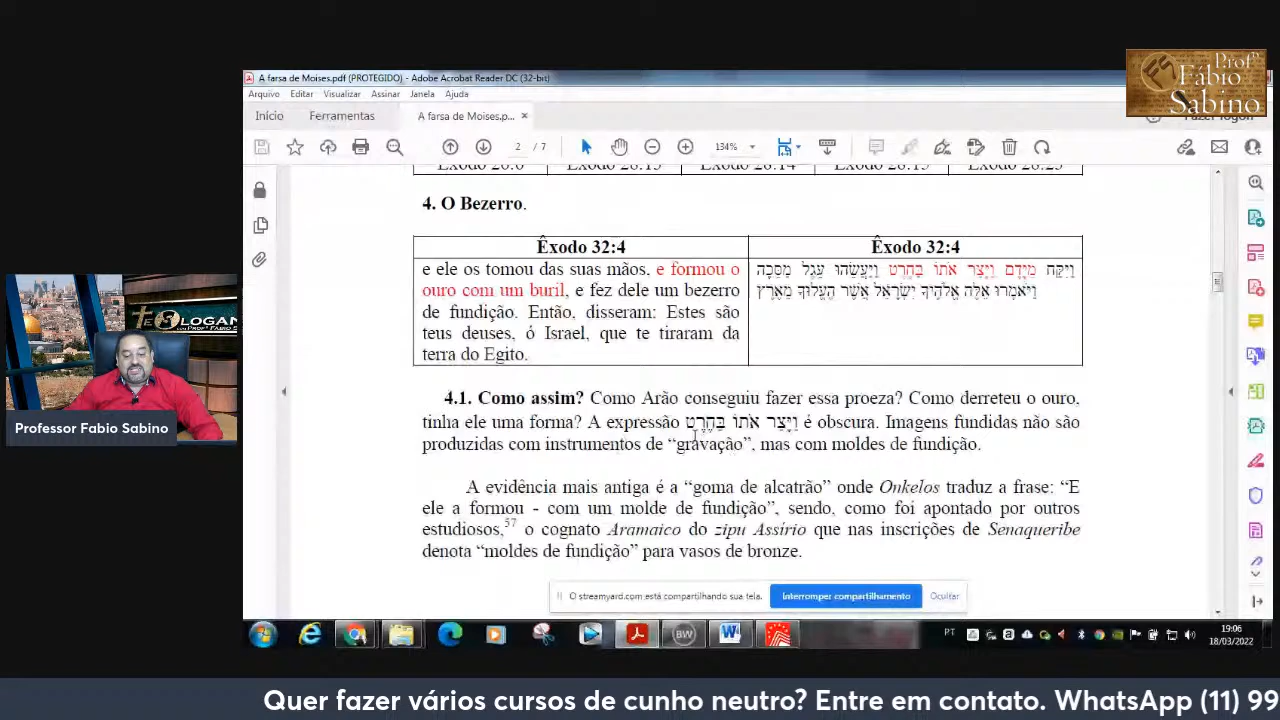 A farsa de Moises.pdf (PROTEGIDO) - Adobe Acrobat Reader DC (32-bit)
Prof°
Fábio
Sabino
Arquivo Editar Visualizar Assinar Janela Ajuda
Início Ferramentas A farsa de Moises.p... ×
2 / 7 134%
4. O Bezerro.
Êxodo 32:4
e ele os tomou das suas mãos, e formou o
ouro com um buril, e fez dele um bezerro
de fundição. Então, disseram: Estes são
teus deuses, ó Israel, que te tiraram da
terra do Egito.
Êxodo 32:4
וַיִּקַּח מִיָּדָם וַיָּצַר אֹתוֹ בַּחֶרֶט וַיַּעֲשֵׂהוּ עֵגֶל מַסֵּכָה
וַיֹּאמְרוּ אֵלֶּה אֱלֹהֶיךָ יִשְׂרָאֵל אֲשֶׁר הֶעֱלוּךָ מֵאֶרֶץ
4.1. Como assim? Como Arão conseguiu fazer essa proeza? Como derreteu o ouro,
tinha ele uma forma? A expressão וַיָּצַר אֹתוֹ בַּחֶרֶט é obscura. Imagens fundidas não são
produzidas com instrumentos de “gravação”, mas com moldes de fundição.
A evidência mais antiga é a “goma de alcatrão” onde Onkelos traduz a frase: “E
ele a formou - com um molde de fundição”, sendo, como foi apontado por outros
estudiosos,57 o cognato Aramaico do zipu Assírio que nas inscrições de Senaqueribe
denota “moldes de fundição” para vasos de bronze.
O streamyard.com está compartilhando sua tela. Interromper compartilhamento Ocultar
TEOLOGAN
Professor Fabio Sabino
BW
PT
19:06
18/03/2022
Quer fazer vários cursos de cunho neutro? Entre em contato. WhatsApp (11) 99